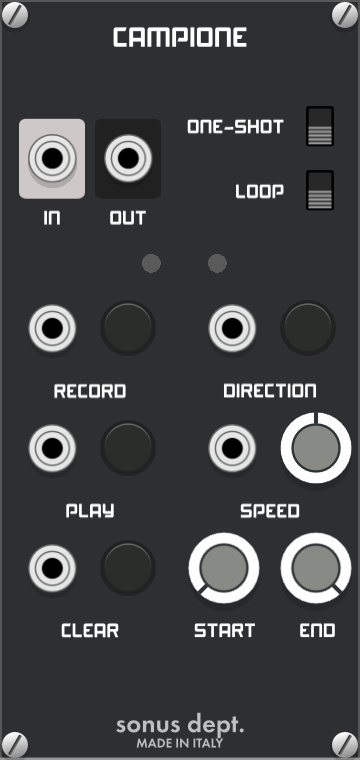 CAMPIONE
ONE-SHOT
LOOP
IN OUT
RECORD DIRECTION
PLAY SPEED
CLEAR START END
sonus dept.
MADE IN ITALY